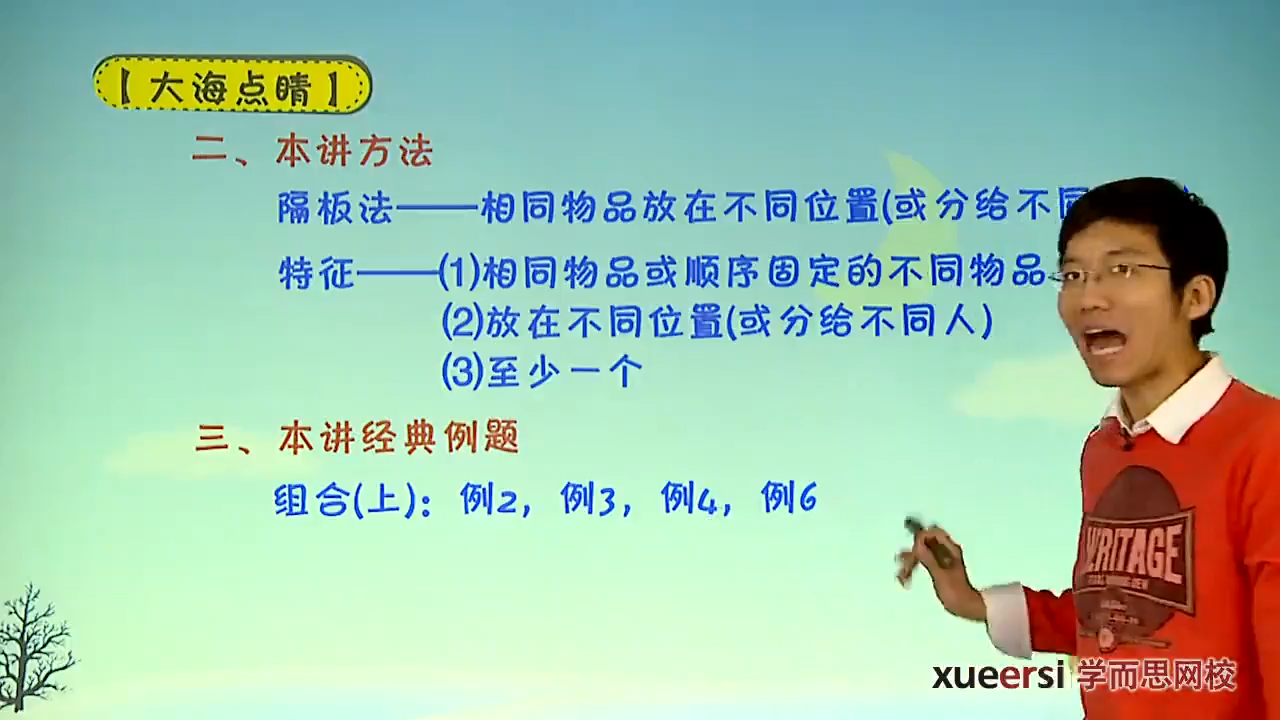 【大海点睛】
二、本讲方法
隔板法——相同物品放在不同位置(或分给不同
特征——(1)相同物品或顺序固定的不同物品
(2)放在不同位置(或分给不同人)
(3)至少一个
三、本讲经典例题
组合(上)：例2，例3，例4，例6
WRITAGE
xueersi 学而思网校